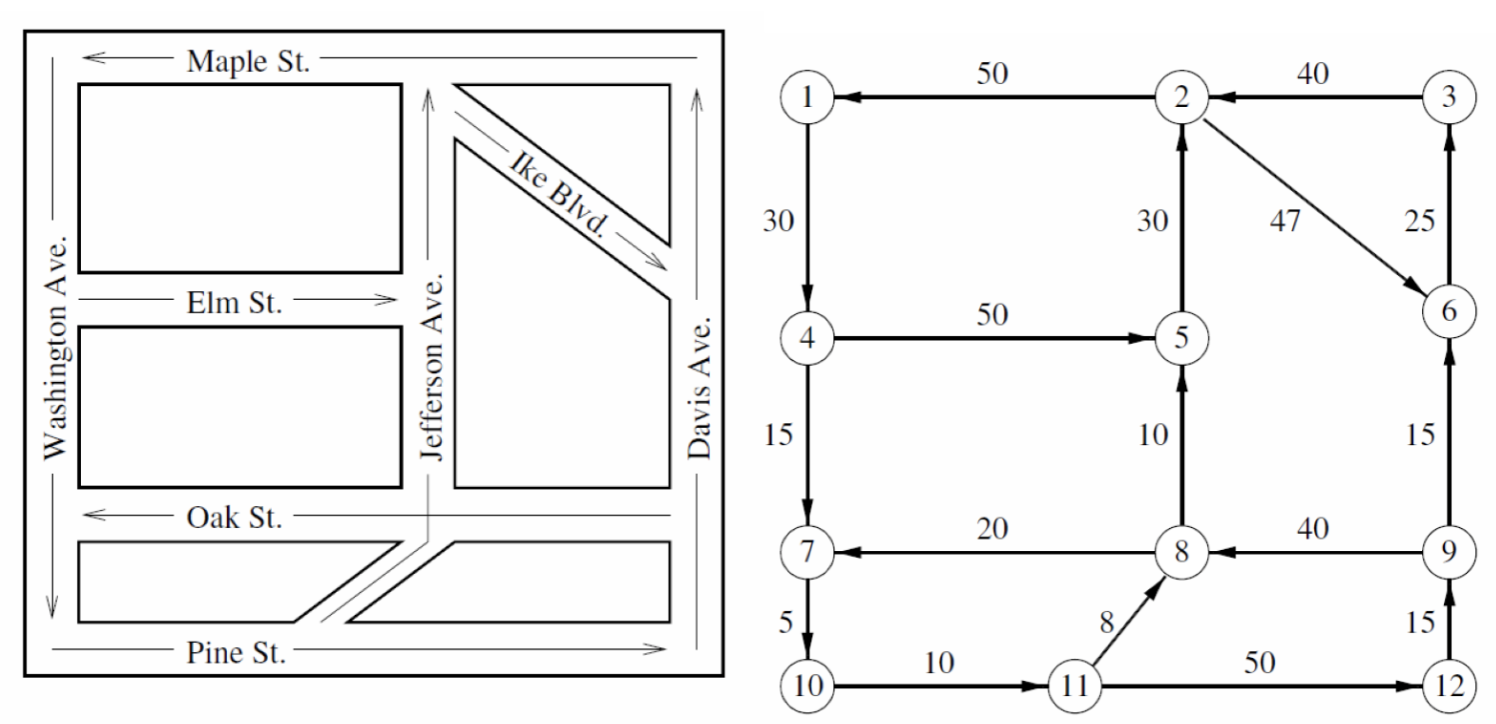 Maple St.
Ike Blvd.
Elm St.
Washington Ave.
Jefferson Ave.
Davis Ave.
Oak St.
Pine St.
50 40
1 2 3
30 30 47 25
6
50
4 5
15 10 15
20 40
7 8 9
5 8 15
10 50
10 11 12